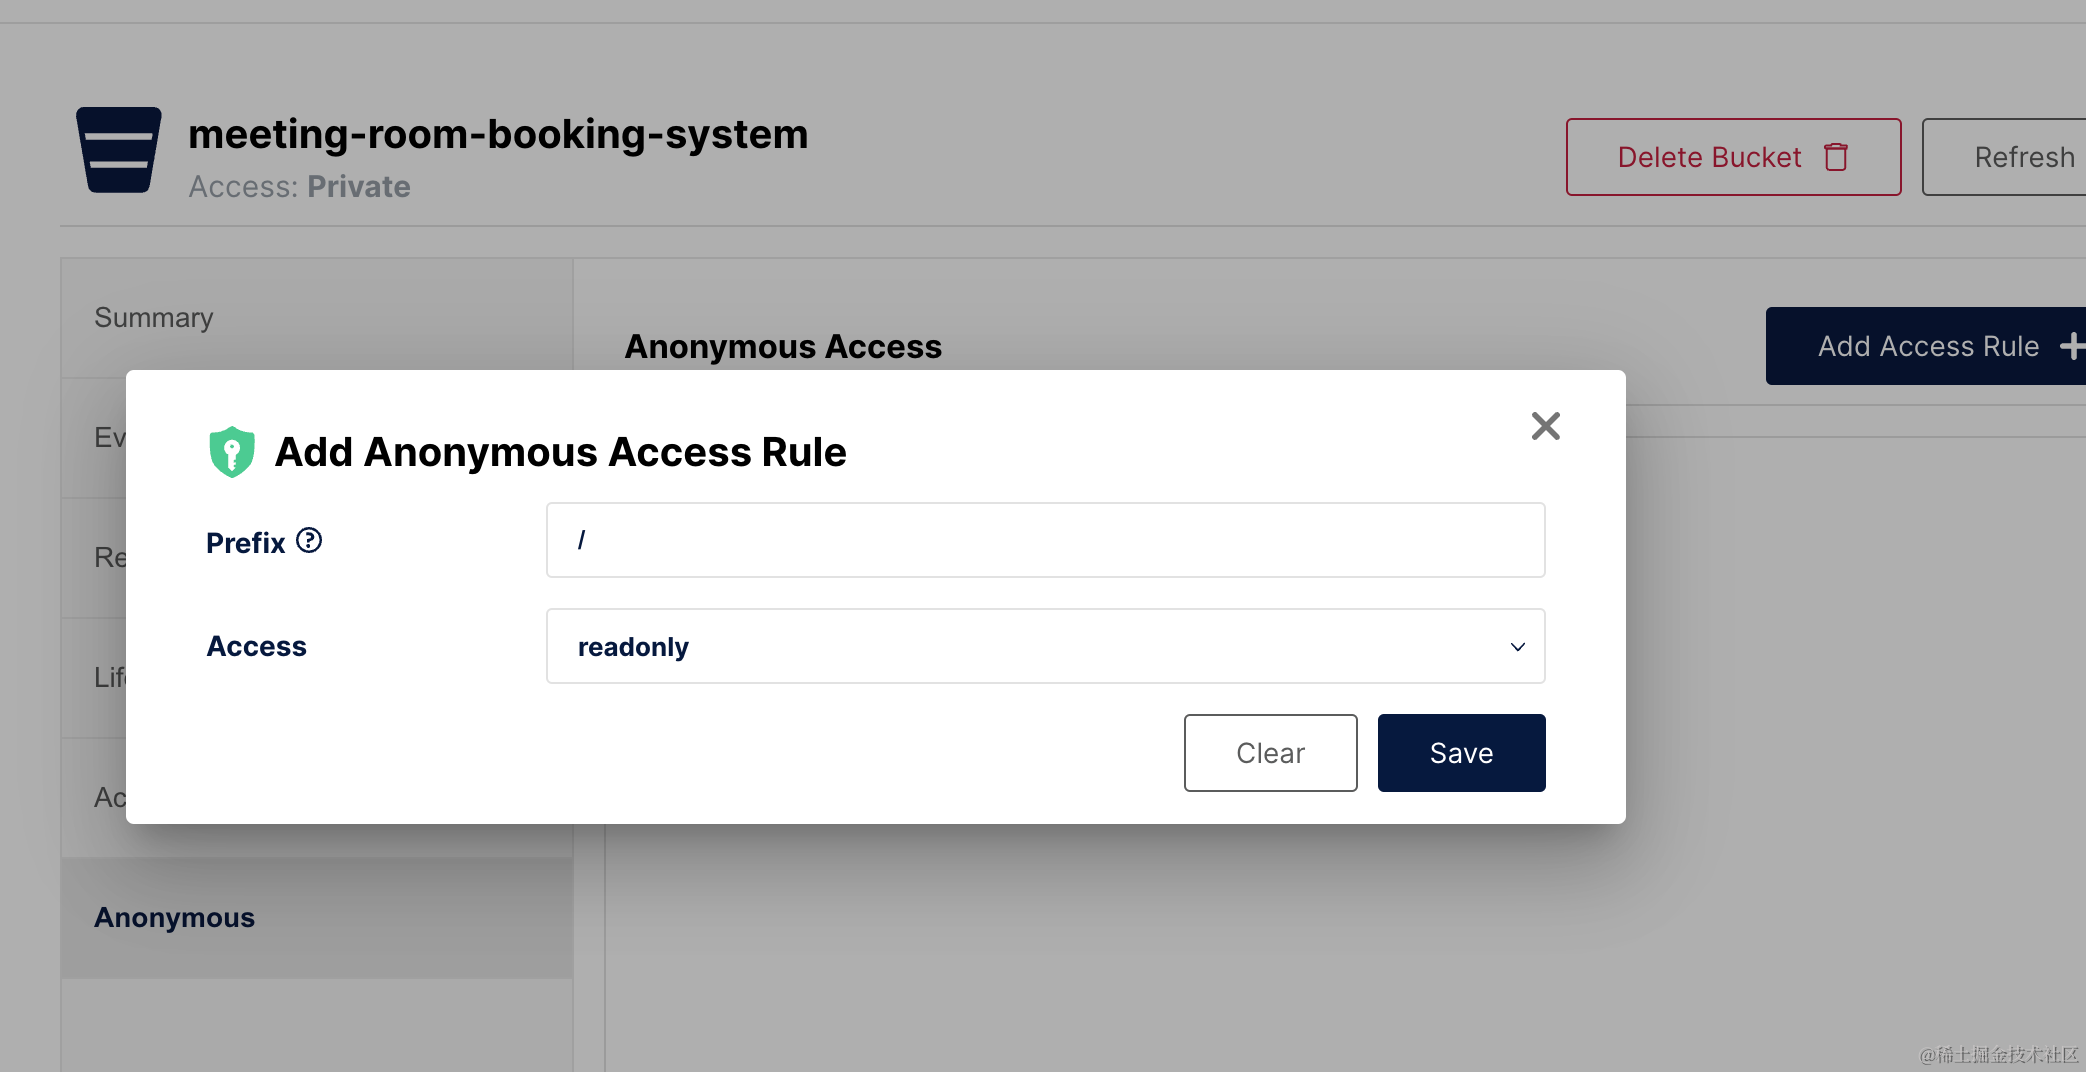 meeting-room-booking-system
Access: Private
Delete Bucket
Refresh
Summary
Anonymous Access
Add Access Rule
Ev
Add Anonymous Access Rule
Prefix
/
Re
Access
readonly
Lif
Clear
Save
Ac
Anonymous
@稀土掘金技术社区